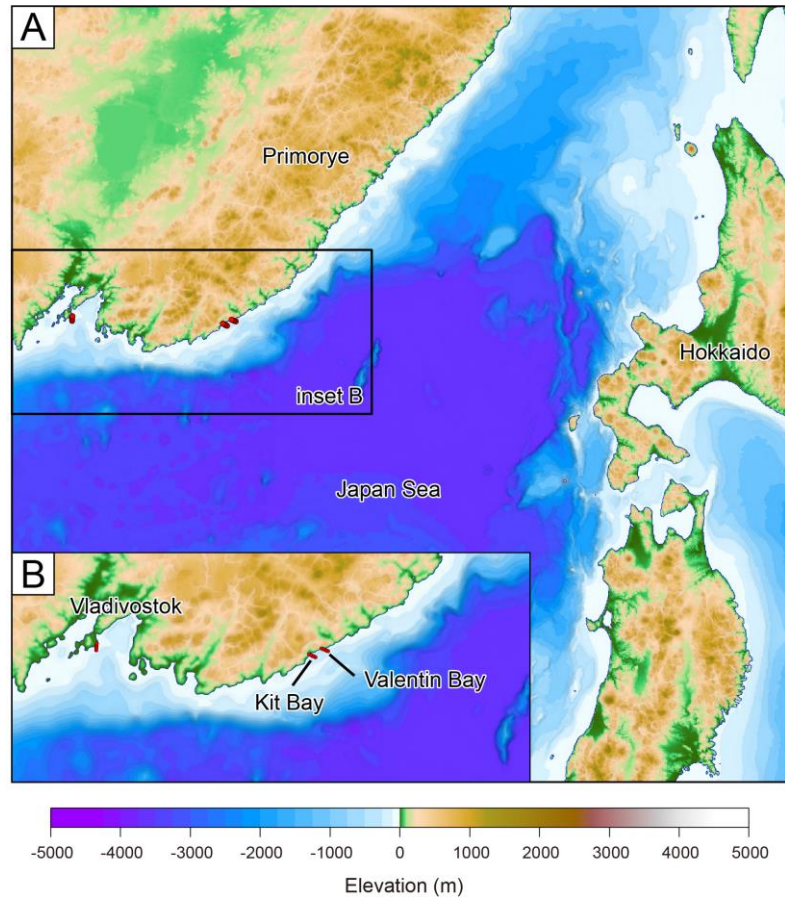 A
Primorye
Hokkaido
inset B
Japan Sea
B
Vladivostok
Valentin Bay
Kit Bay
-5000 -4000 -3000 -2000 -1000 0 1000 2000 3000 4000 5000
Elevation (m)